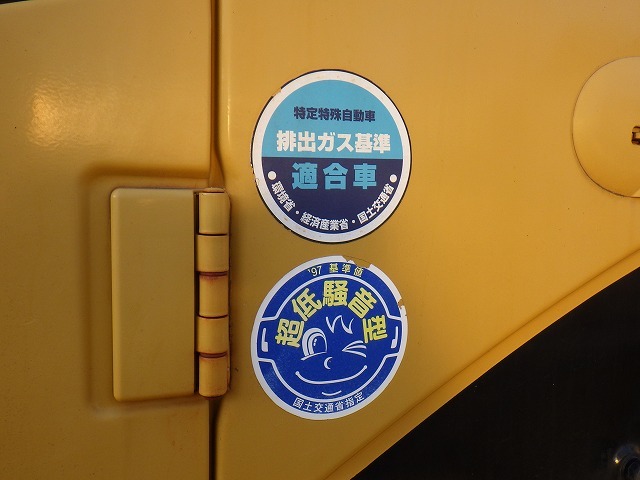 特定特殊自動車
排出ガス基準
適合車
●環境省・経済産業省・国土交通省●
'97 基準値
超低騒音型
国土交通省指定